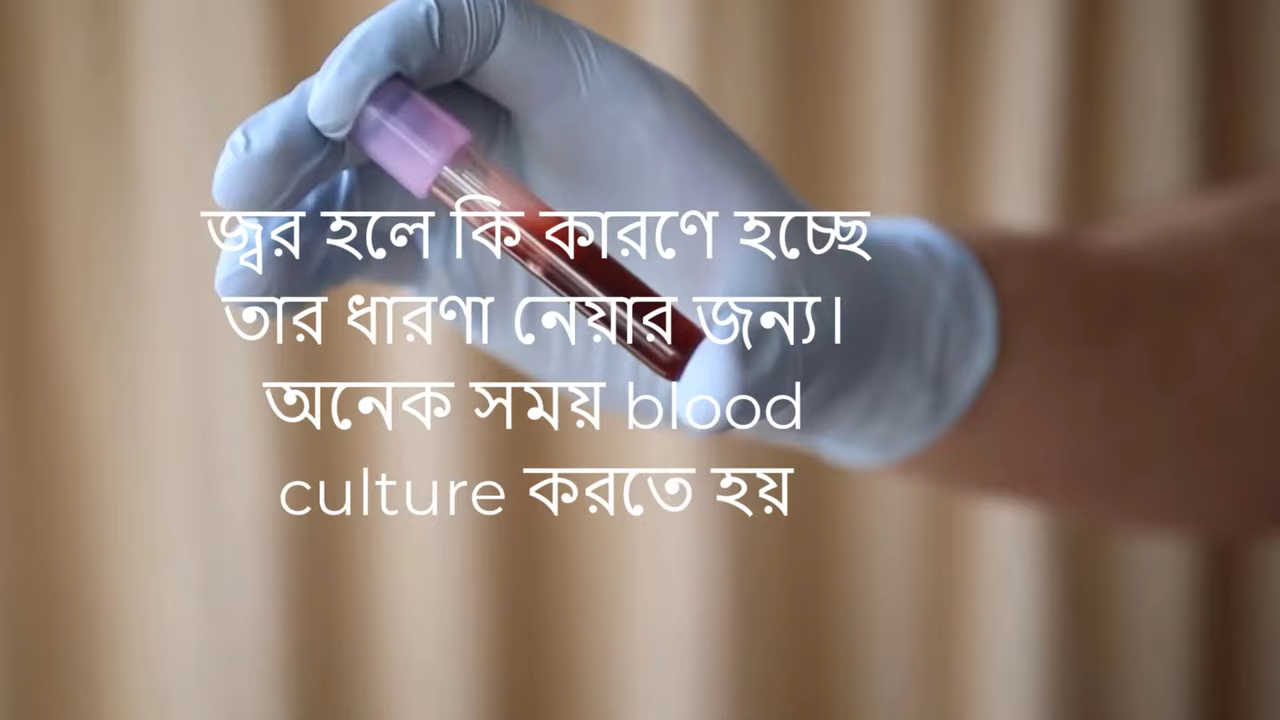 জ্বর হলে কি কারণে হচ্ছে
তার ধারণা নেয়ার জন্য।
অনেক সময় blood
culture করতে হয়